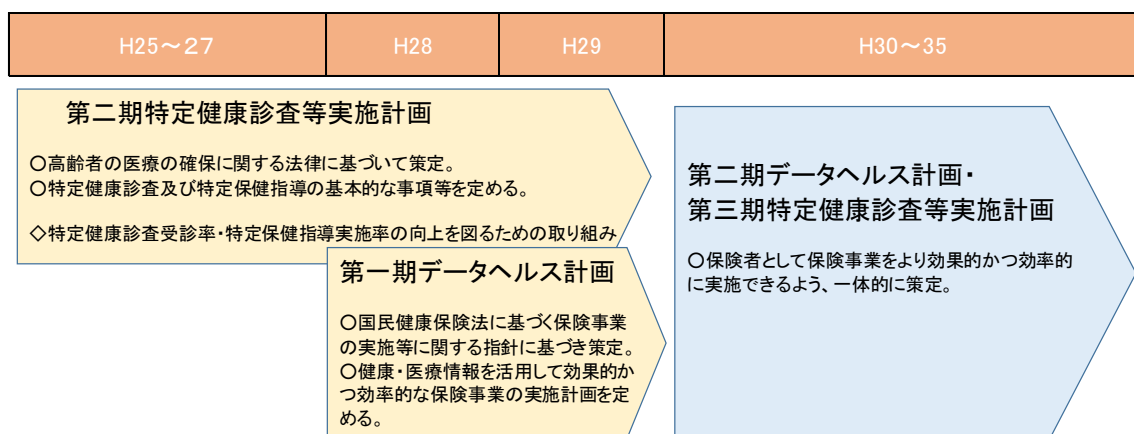 H25～27 H28 H29 H30～35
第二期特定健康診査等実施計画
○高齢者の医療の確保に関する法律に基づいて策定。
○特定健康診査及び特定保健指導の基本的な事項等を定める。
◇特定健康診査受診率・特定保健指導実施率の向上を図るための取り組み
第一期データヘルス計画
○国民健康保険法に基づく保険事業
の実施等に関する指針に基づき策定。
○健康・医療情報を活用して効果的か
つ効率的な保険事業の実施計画を定
める。
第二期データヘルス計画・
第三期特定健康診査等実施計画
○保険者として保険事業をより効果的かつ効率的
に実施できるよう、一体的に策定。